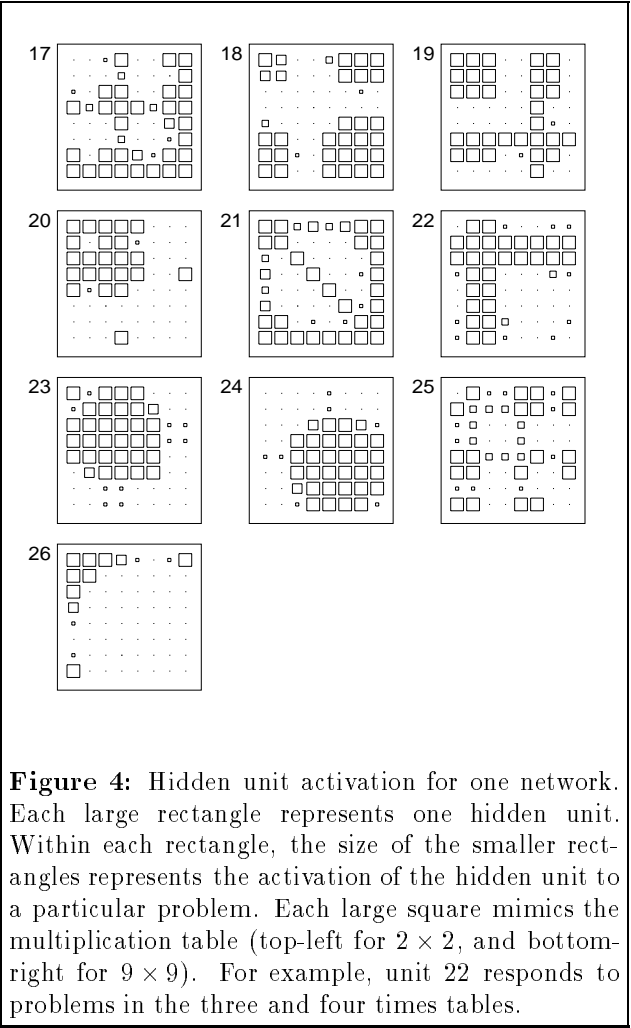 17 18 19
20 21 22
23 24 25
26
Figure 4: Hidden unit activation for one network.
Each large rectangle represents one hidden unit.
Within each rectangle, the size of the smaller rect-
angles represents the activation of the hidden unit to
a particular problem. Each large square mimics the
multiplication table (top-left for 2 × 2, and bottom-
right for 9 × 9). For example, unit 22 responds to
problems in the three and four times tables.